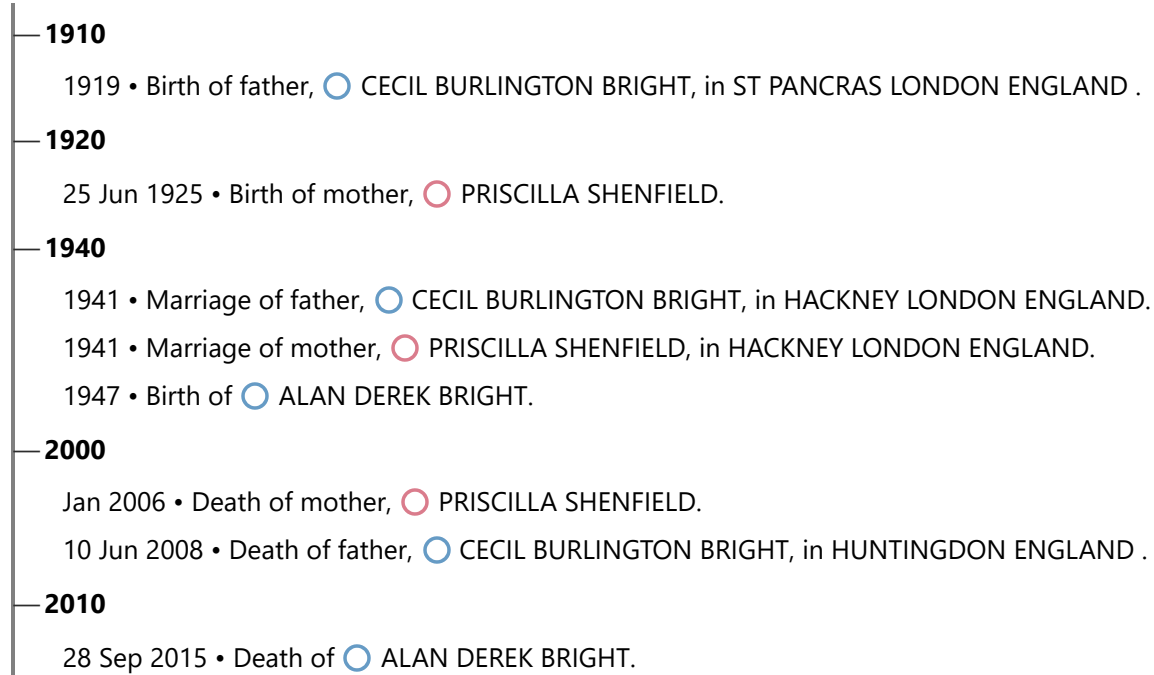 1910
1919 • Birth of father, CECIL BURLINGTON BRIGHT, in ST PANCRAS LONDON ENGLAND .
1920
25 Jun 1925 • Birth of mother, PRISCILLA SHENFIELD.
1940
1941 • Marriage of father, CECIL BURLINGTON BRIGHT, in HACKNEY LONDON ENGLAND.
1941 • Marriage of mother, PRISCILLA SHENFIELD, in HACKNEY LONDON ENGLAND.
1947 • Birth of ALAN DEREK BRIGHT.
2000
Jan 2006 • Death of mother, PRISCILLA SHENFIELD.
10 Jun 2008 • Death of father, CECIL BURLINGTON BRIGHT, in HUNTINGDON ENGLAND .
2010
28 Sep 2015 • Death of ALAN DEREK BRIGHT.